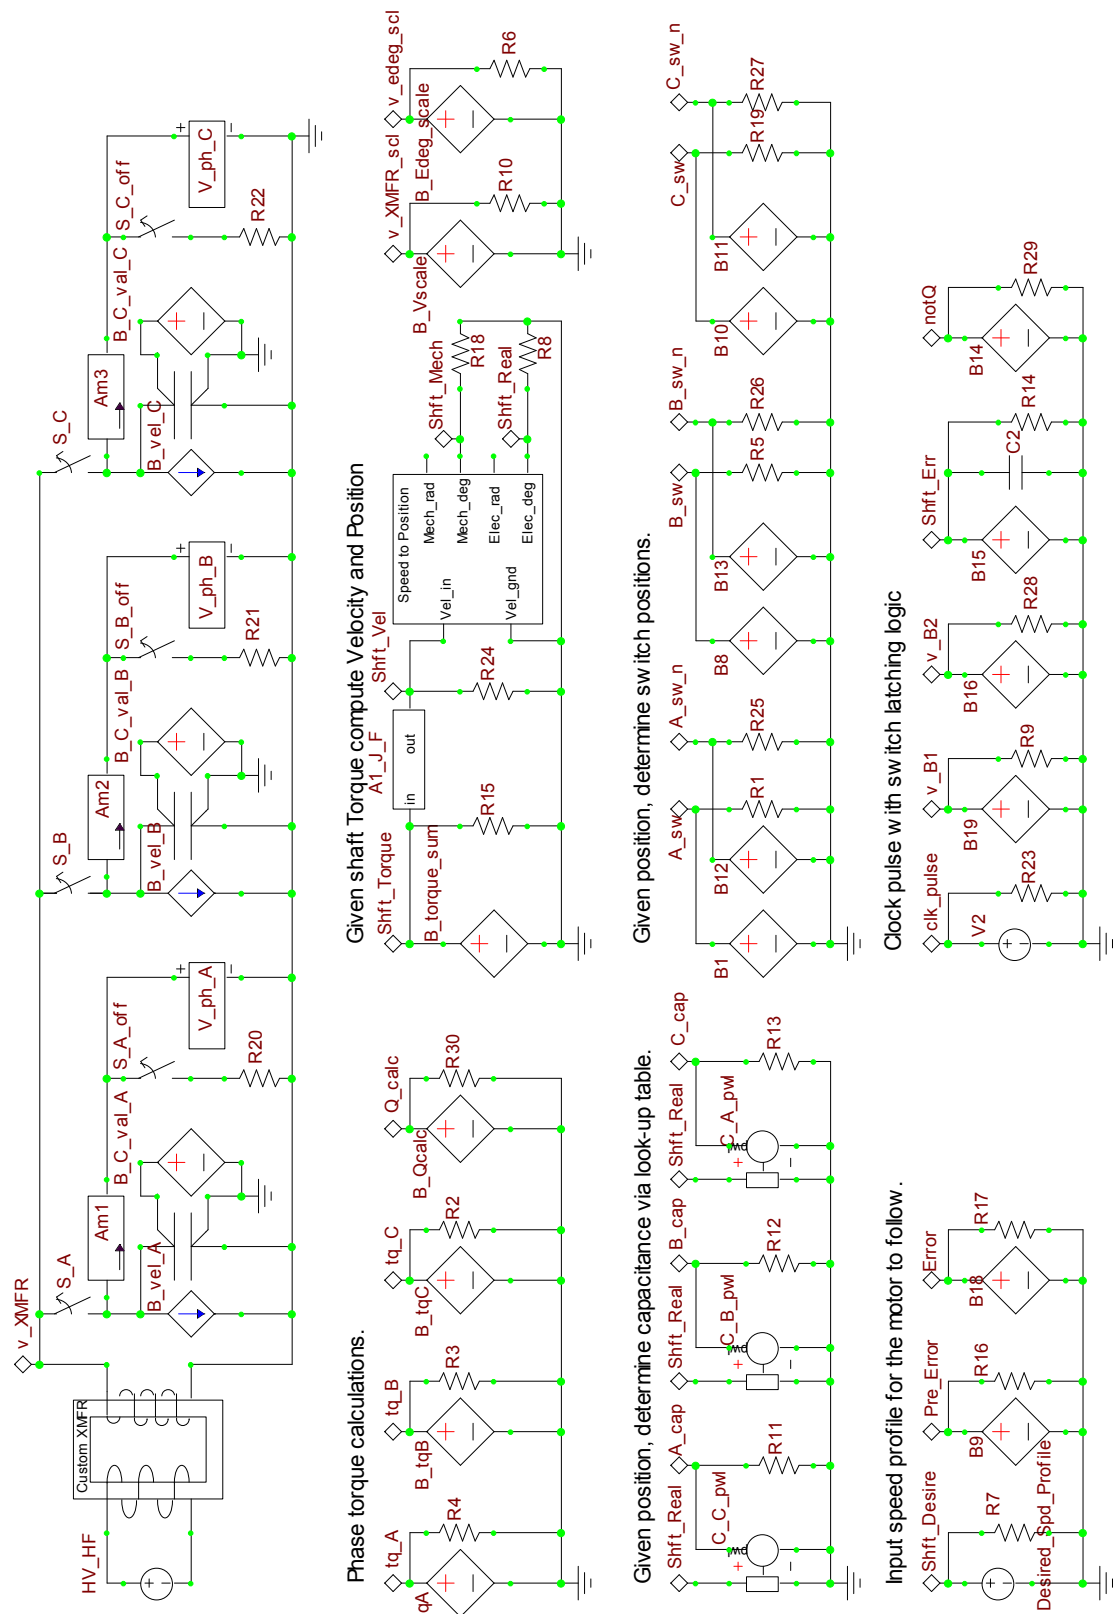 HV_HF
Custom XMFR
v_XMFR
S_A
Am1
B_vel_A
B_C_val_A
S_A_off
R20
V_ph_A
+
−
S_B
Am2
B_vel_B
B_C_val_B
S_B_off
R21
V_ph_B
+
−
S_C
Am3
B_vel_C
B_C_val_C
S_C_off
R22
V_ph_C
+
−
Phase torque calculations.
tq_A
qA
R4
tq_B
B_tqB
R3
tq_C
B_tqC
R2
Q_calc
B_Qcalc
R30
Given shaft Torque compute Velocity and Position
Shft_Torque
B_torque_sum
R15
A1_J_F
in
out
Shft_Vel
R24
Speed to Position
Vel_in
Vel_gnd
Mech_rad
Mech_deg
Elec_rad
Elec_deg
Shft_Mech
R18
Shft_Real
R8
v_XMFR_scl
B_Vscale
R10
v_edeg_scl
B_Edeg_scale
R6
Given position, determine capacitance via look-up table.
Shft_Real
C_C_pwl
A_cap
R11
Shft_Real
C_B_pwl
B_cap
R12
Shft_Real
C_A_pwl
C_cap
R13
Given position, determine switch positions.
B1
A_sw
B12
R1
A_sw_n
R25
B8
B_sw
B13
R5
B_sw_n
R26
B10
C_sw
B11
R19
C_sw_n
R27
Input speed profile for the motor to follow.
Shft_Desire
Desired_Spd_Profile
R7
Pre_Error
B9
R16
Error
B18
R17
Clock pulse with switch latching logic
clk_pulse
V2
R23
v_B1
B19
R9
v_B2
B16
R28
Shft_Err
B15
C2
R14
notQ
B14
R29